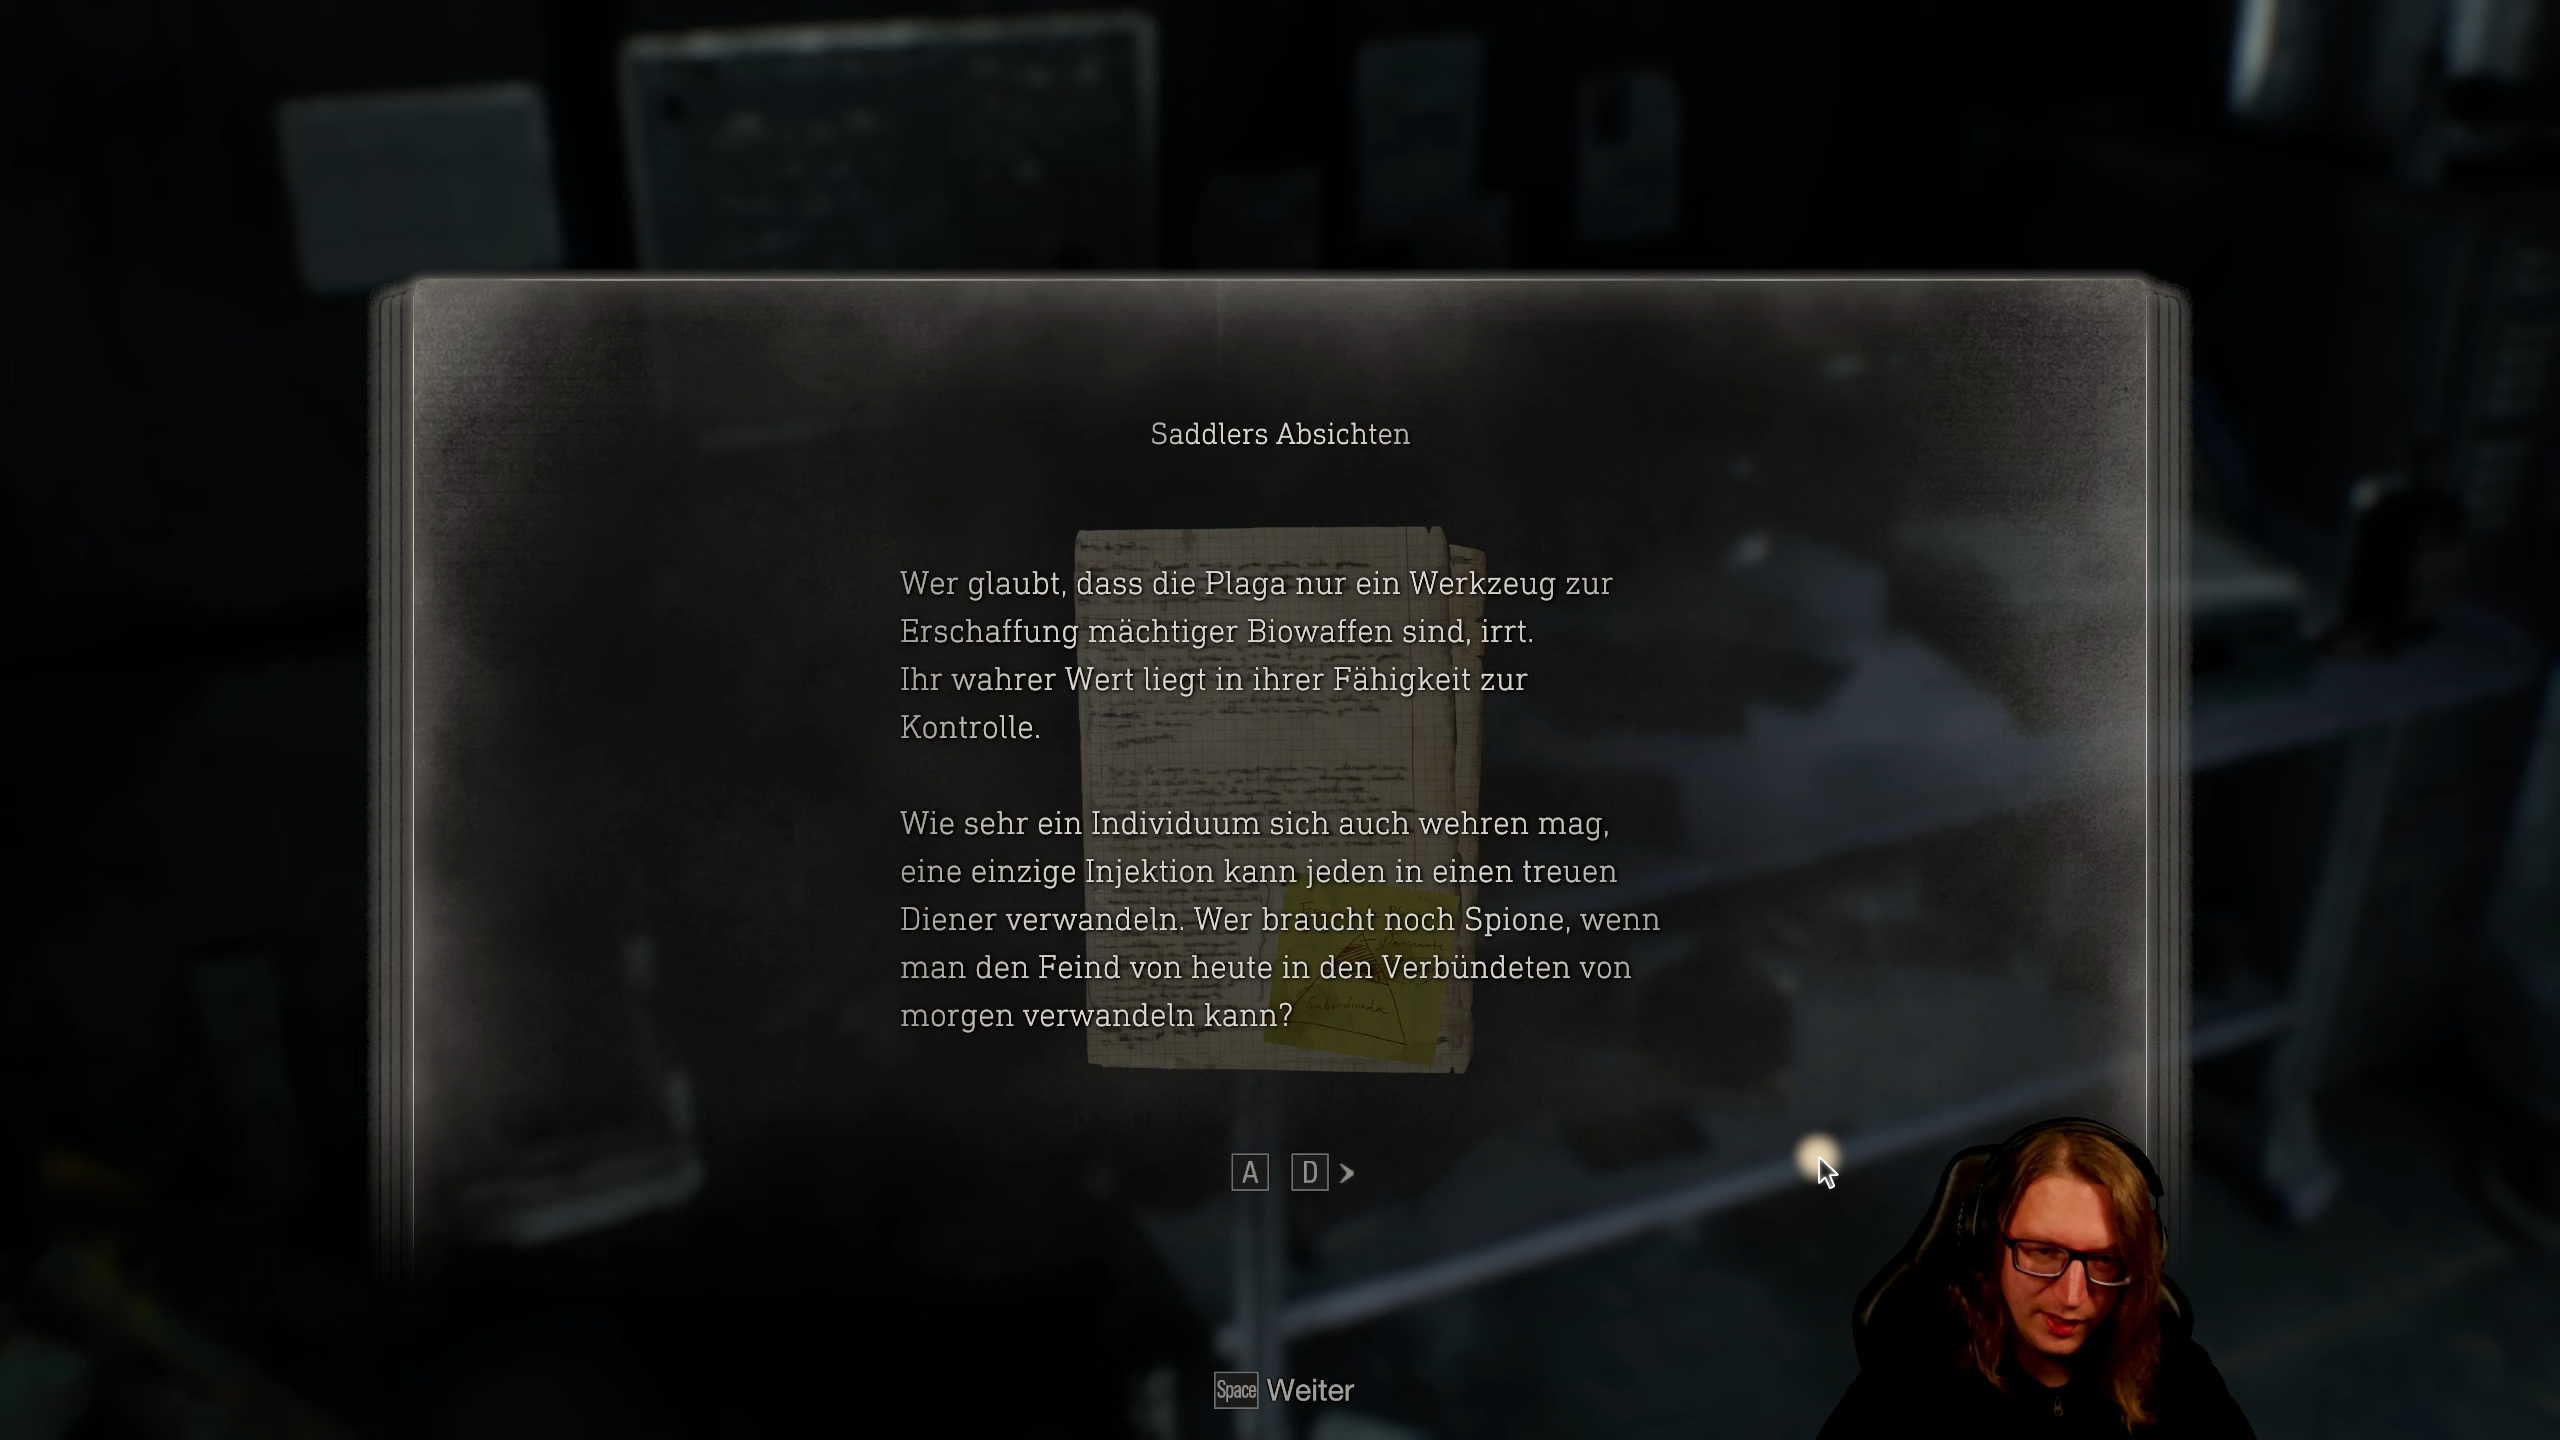 Saddlers Absichten
Wer glaubt, dass die Plaga nur ein Werkzeug zur
Erschaffung mächtiger Biowaffen sind, irrt.
Ihr wahrer Wert liegt in ihrer Fähigkeit zur
Kontrolle.
Wie sehr ein Individuum sich auch wehren mag,
eine einzige Injektion kann jeden in einen treuen
Diener verwandeln. Wer braucht noch Spione, wenn
man den Feind von heute in den Verbündeten von
morgen verwandeln kann?
Dominante
Subordinada
A D >
Space Weiter